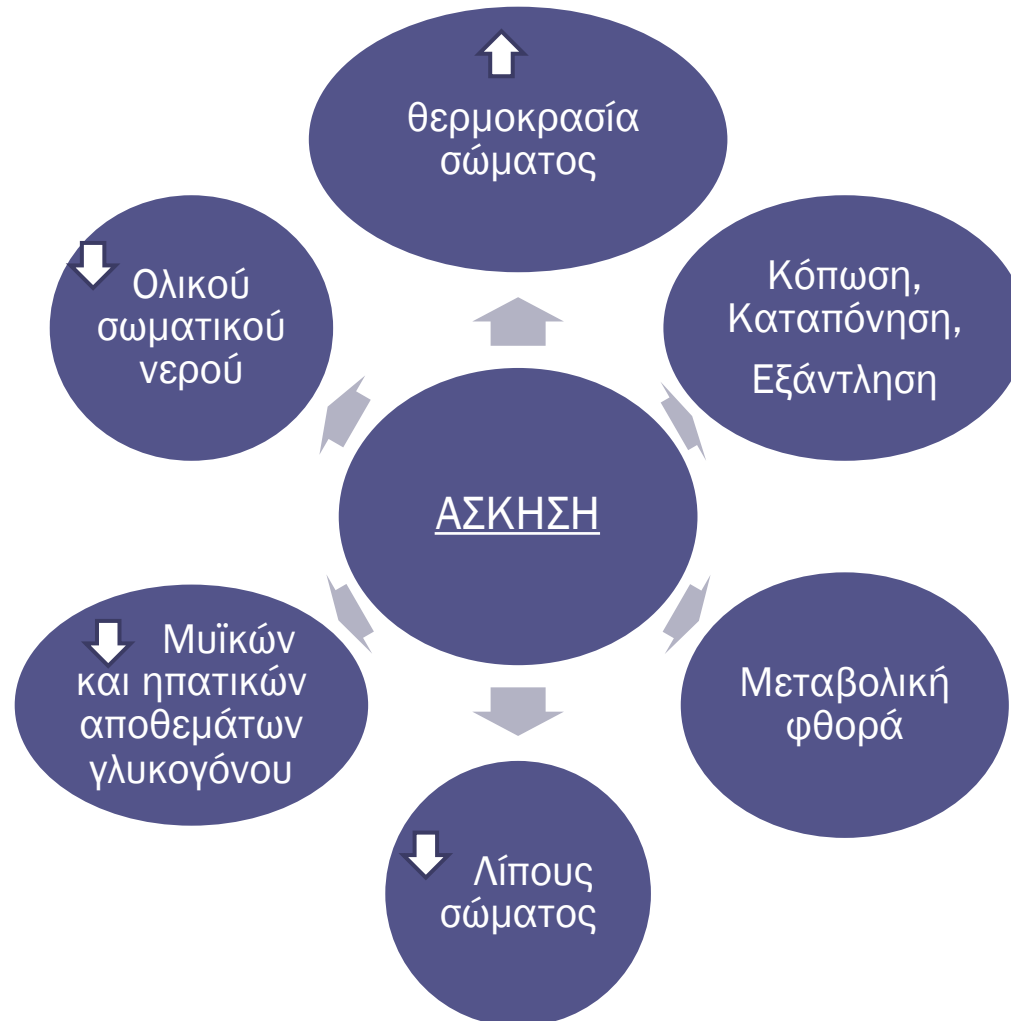 θερμοκρασία
σώματος
Κόπωση,
Καταπόνηση,
Εξάντληση
Μεταβολική
φθορά
Λίπους
σώματος
Μυϊκών
και ηπατικών
αποθεμάτων
γλυκογόνου
Ολικού
σωματικού
νερού
ΑΣΚΗΣΗ